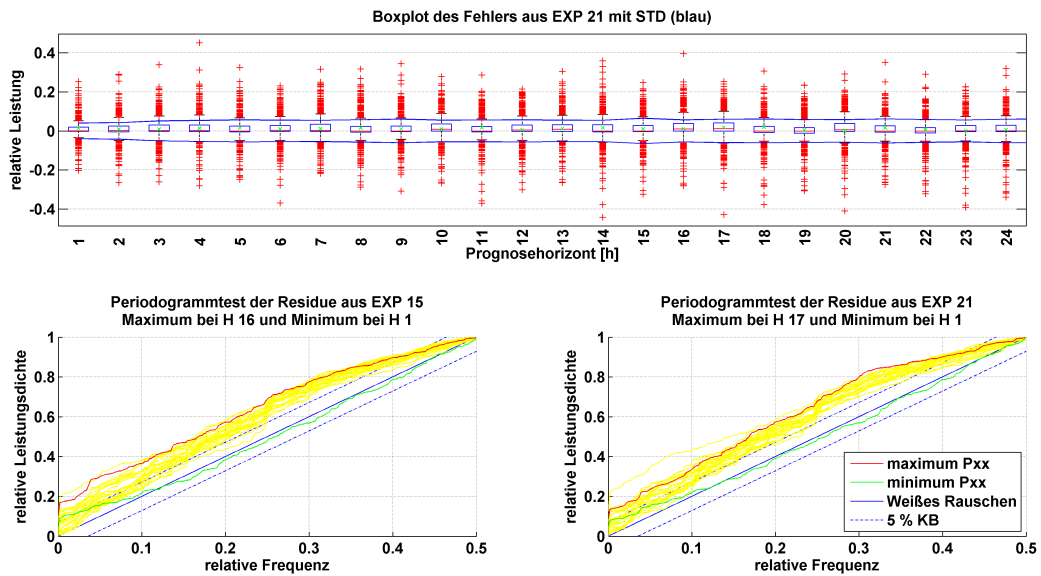 Boxplot des Fehlers aus EXP 21 mit STD (blau)
relative Leistung
0.4
0.2
0
-0.2
-0.4
1 2 3 4 5 6 7 8 9 10 11 12 13 14 15 16 17 18 19 20 21 22 23 24
Prognosehorizont [h]
Periodogrammtest der Residue aus EXP 15
Maximum bei H 16 und Minimum bei H 1
relative Leistungsdichte
1
0.8
0.6
0.4
0.2
0
0 0.1 0.2 0.3 0.4 0.5
relative Frequenz
Periodogrammtest der Residue aus EXP 21
Maximum bei H 17 und Minimum bei H 1
relative Leistungsdichte
1
0.8
0.6
0.4
0.2
0
0 0.1 0.2 0.3 0.4 0.5
relative Frequenz
maximum Pxx
minimum Pxx
Weißes Rauschen
5 % KB